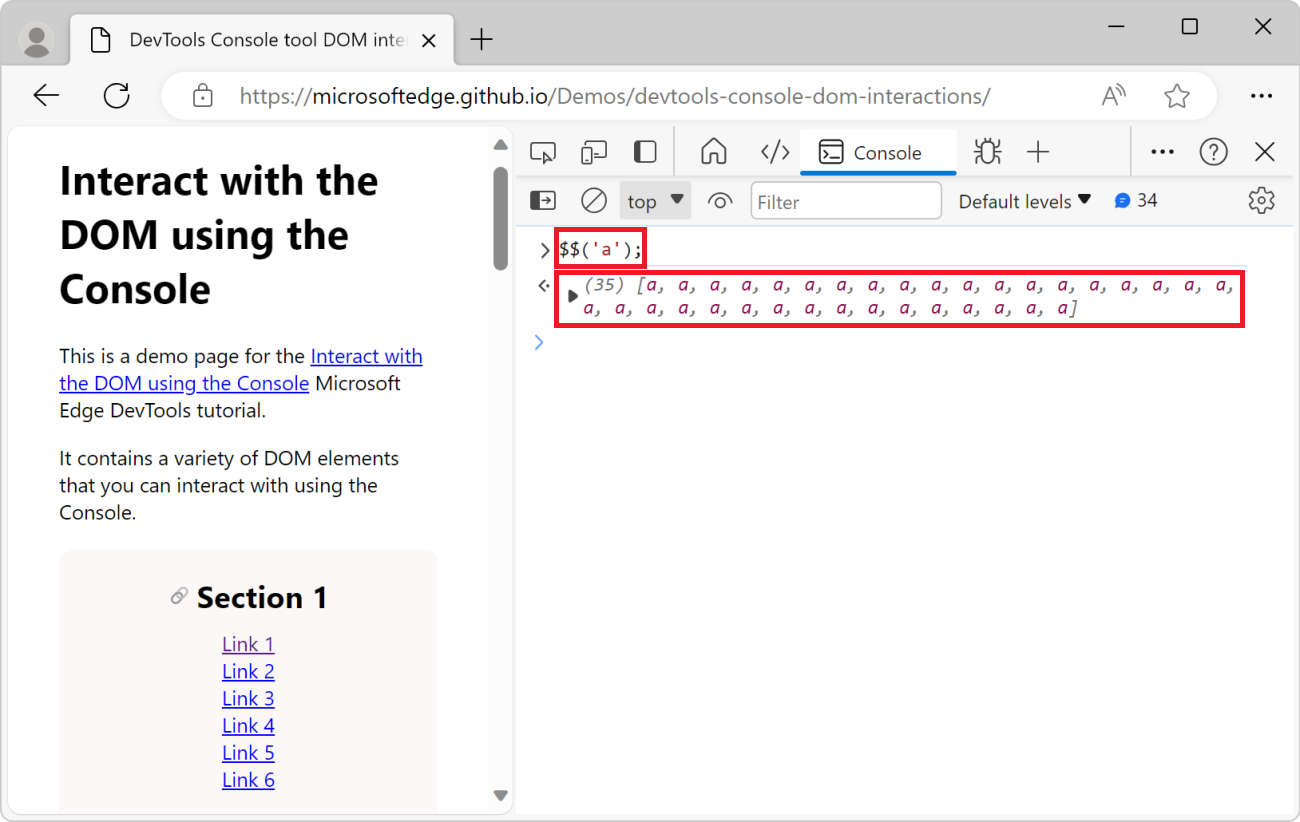 DevTools Console tool DOM inte
https://microsoftedge.github.io/Demos/devtools-console-dom-interactions/
Interact with the
DOM using the
Console
This is a demo page for the Interact with
the DOM using the Console Microsoft
Edge DevTools tutorial.
It contains a variety of DOM elements
that you can interact with using the
Console.
Section 1
Link 1
Link 2
Link 3
Link 4
Link 5
Link 6
Console
top
Filter
Default levels
34
$$('a');
(35) [a, a, a, a, a, a, a, a, a, a, a, a, a, a, a, a, a, a, a,
a, a, a, a, a, a, a, a, a, a, a, a, a, a, a, a]